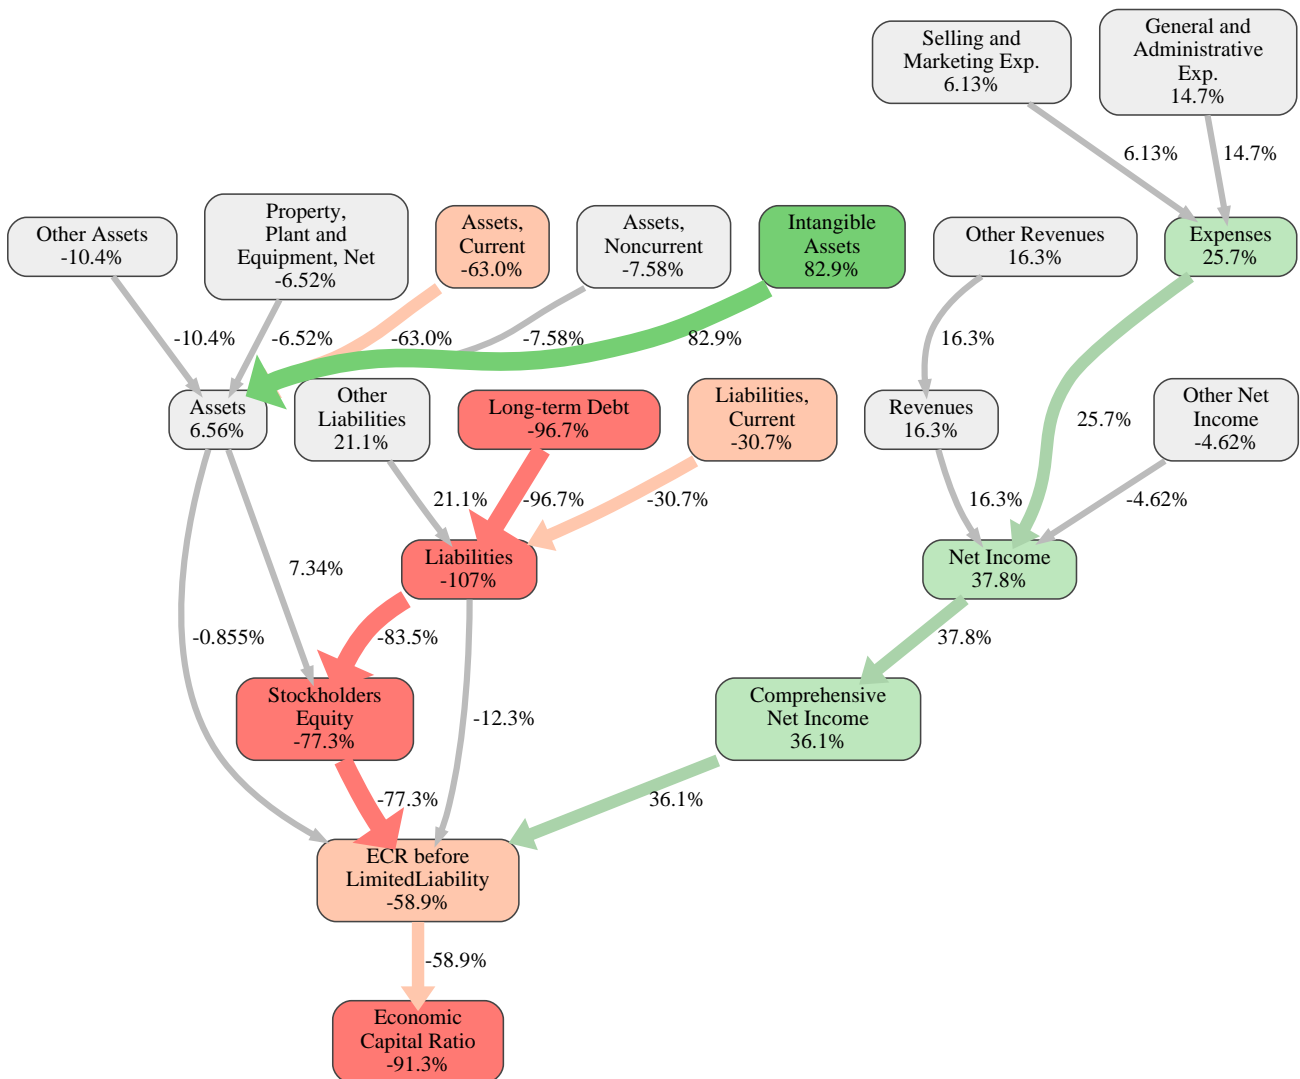 Selling and
Marketing Exp.
6.13%
General and
Administrative
Exp.
14.7%
6.13%
14.7%
Other Assets
-10.4%
Property,
Plant and
Equipment, Net
-6.52%
Assets,
Current
-63.0%
Assets,
Noncurrent
-7.58%
Intangible
Assets
82.9%
Other Revenues
16.3%
Expenses
25.7%
-10.4%
-6.52%
-63.0%
-7.58%
82.9%
16.3%
Assets
6.56%
Other
Liabilities
21.1%
Long-term Debt
-96.7%
Liabilities,
Current
-30.7%
Revenues
16.3%
25.7%
Other Net
Income
-4.62%
21.1%
-96.7%
-30.7%
16.3%
-4.62%
7.34%
Liabilities
-107%
Net Income
37.8%
-0.855%
-83.5%
37.8%
Stockholders
Equity
-77.3%
-12.3%
Comprehensive
Net Income
36.1%
-77.3%
36.1%
ECR before
LimitedLiability
-58.9%
-58.9%
Economic
Capital Ratio
-91.3%